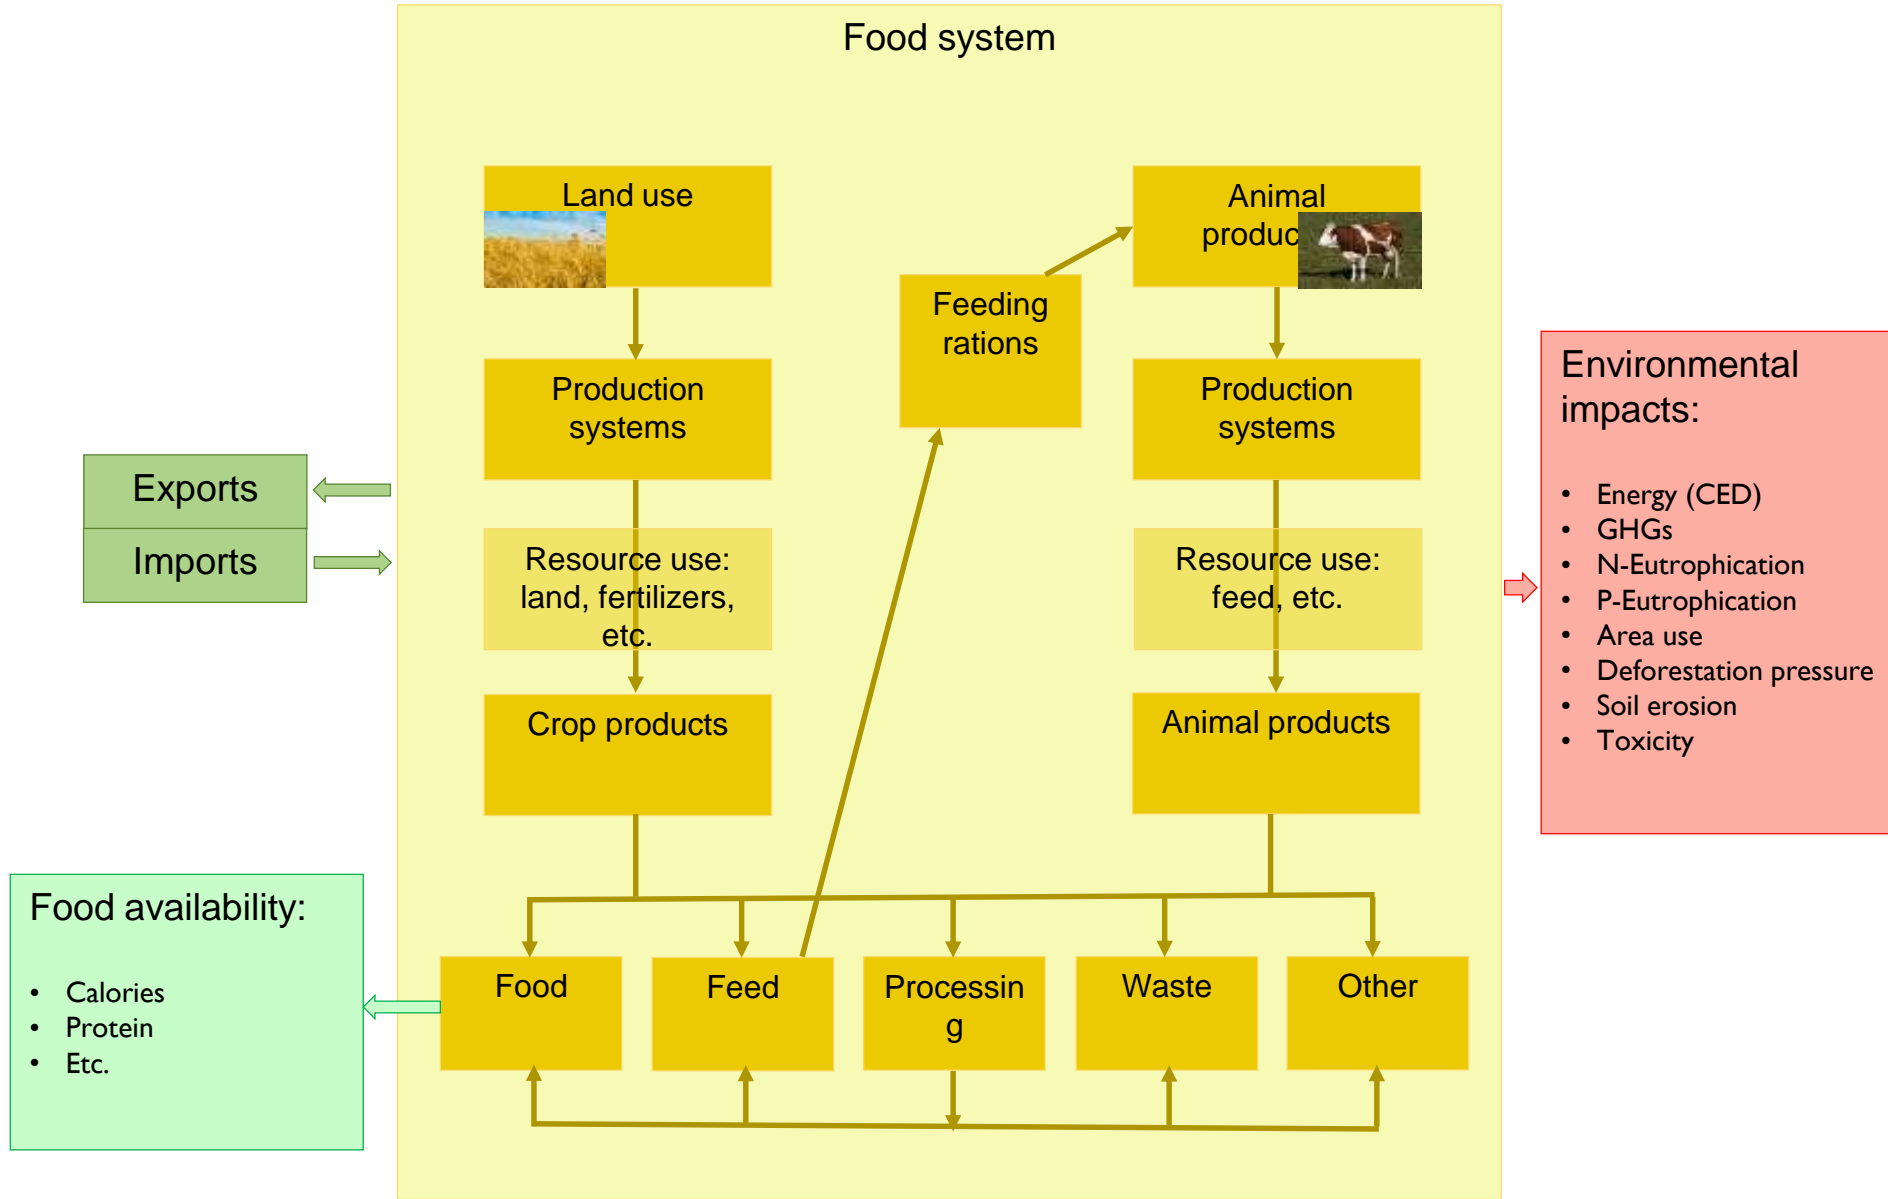 Food system
Land use
Animal
produc
Feeding
rations
Production
systems
Production
systems
Exports
Imports
Resource use:
land, fertilizers,
etc.
Resource use:
feed, etc.
Crop products
Animal products
Environmental
impacts:
• Energy (CED)
• GHGs
• N-Eutrophication
• P-Eutrophication
• Area use
• Deforestation pressure
• Soil erosion
• Toxicity
Food availability:
• Calories
• Protein
• Etc.
Food
Feed
Processin
g
Waste
Other